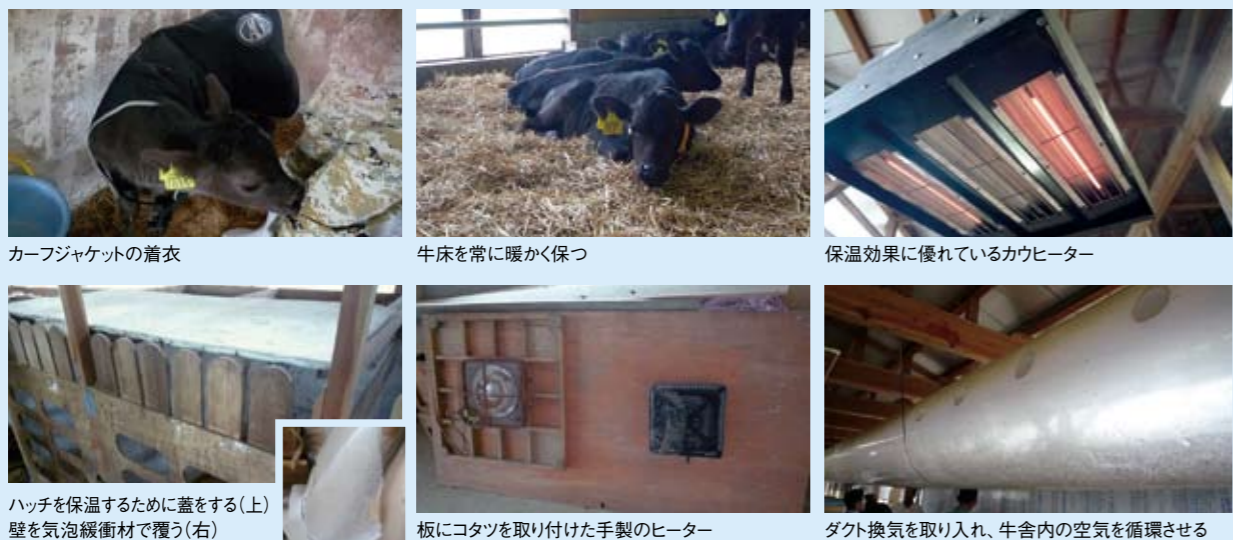 カーフジャケットの着衣
牛床を常に暖かく保つ
保温効果に優れているカウヒーター
ハッチを保温するために蓋をする(上)
壁を気泡緩衝材で覆う(右)
板にコタツを取り付けた手製のヒーター
ダクト換気を取り入れ、牛舎内の空気を循環させる